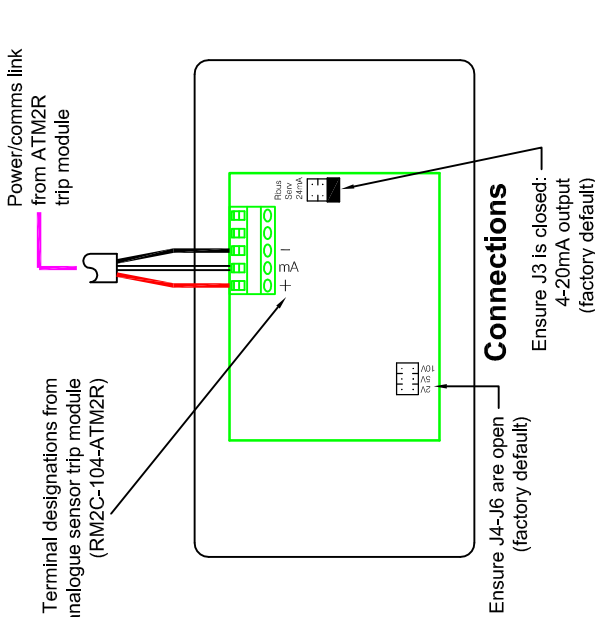 Power/comms link
from ATM2R
trip module
Rbus
Serv
24mA
−
mA
+
Connections
Ensure J3 is closed:
4-20mA output
(factory default)
Terminal designations from
analogue sensor trip module
(RM2C-104-ATM2R)
10V
5V
2V
Ensure J4-J6 are open
(factory default)